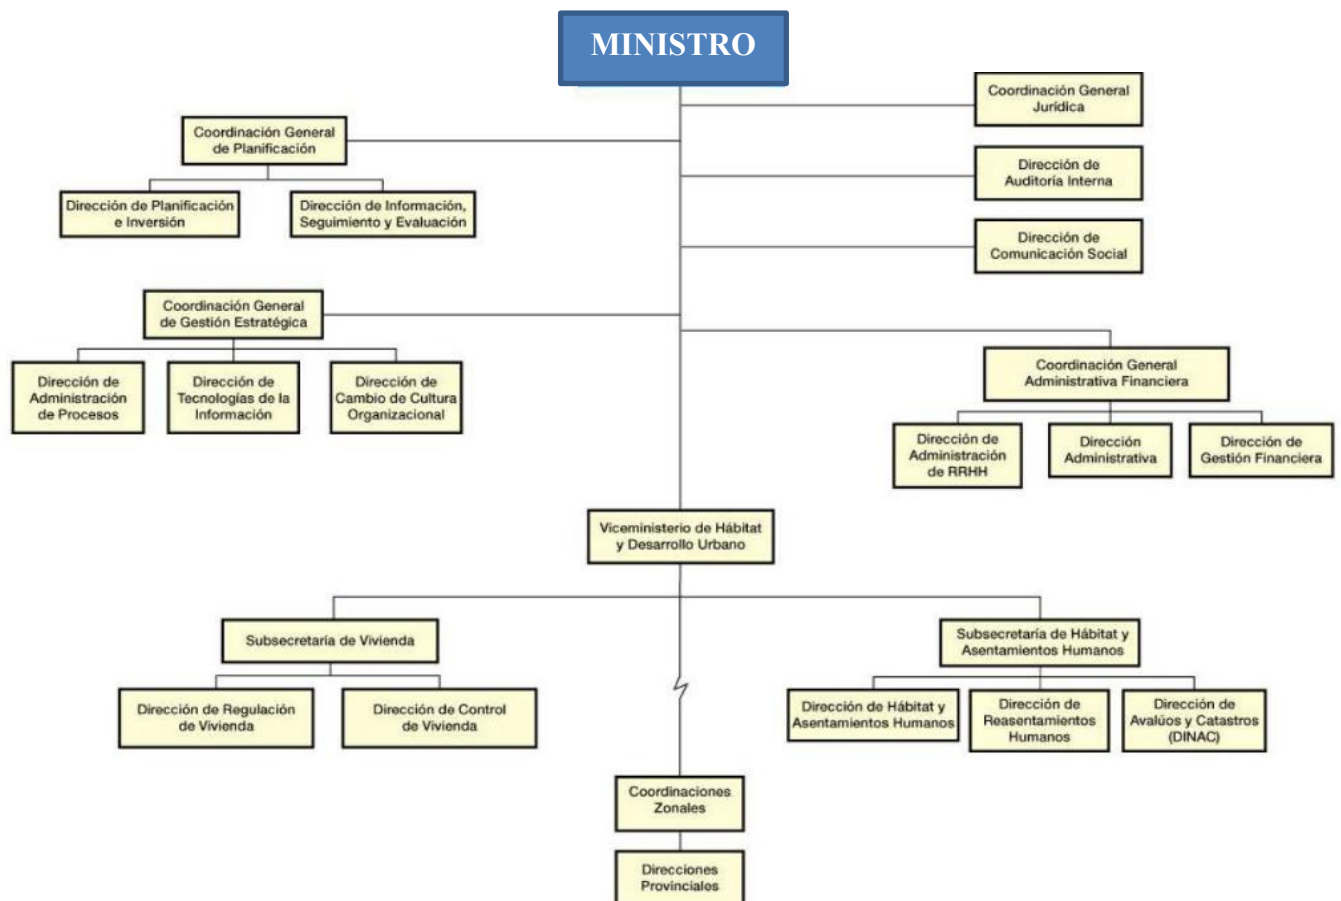 MINISTRO
Coordinación General
Jurídica
Coordinación General
de Planificación
Dirección de
Auditoría Interna
Dirección de Planificación
e Inversión
Dirección de Información,
Seguimiento y Evaluación
Dirección de
Comunicación Social
Coordinación General
de Gestión Estratégica
Dirección de
Administración
de Procesos
Dirección de
Tecnologías de la
Información
Dirección de
Cambio de Cultura
Organizacional
Coordinación General
Administrativa Financiera
Dirección de
Administración
de RRHH
Dirección
Administrativa
Dirección de
Gestión Financiera
Viceministerio de Hábitat
y Desarrollo Urbano
Subsecretaría de Vivienda
Subsecretaría de Hábitat y
Asentamientos Humanos
Dirección de Regulación
de Vivienda
Dirección de Control
de Vivienda
Dirección de Hábitat y
Asentamientos Humanos
Dirección de
Reasentamientos
Humanos
Dirección de
Avalúos y Catastros
(DINAC)
Coordinaciones
Zonales
Direcciones
Provinciales